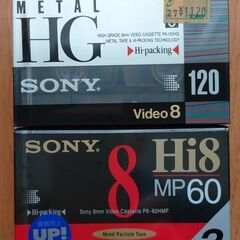 METAL
HG
HIGH GRADE 8mm VIDEO CASSETTE P6-120HG
METAL TAPE & HI-PACKING TECHNOLOGY
Hi-packing
SONY
120
Video 8
SONY
8
Hi8
MP60
Sony 8mm Video Cassette P6-60HMP
Hi-packing
UP!
Metal Particle Tape